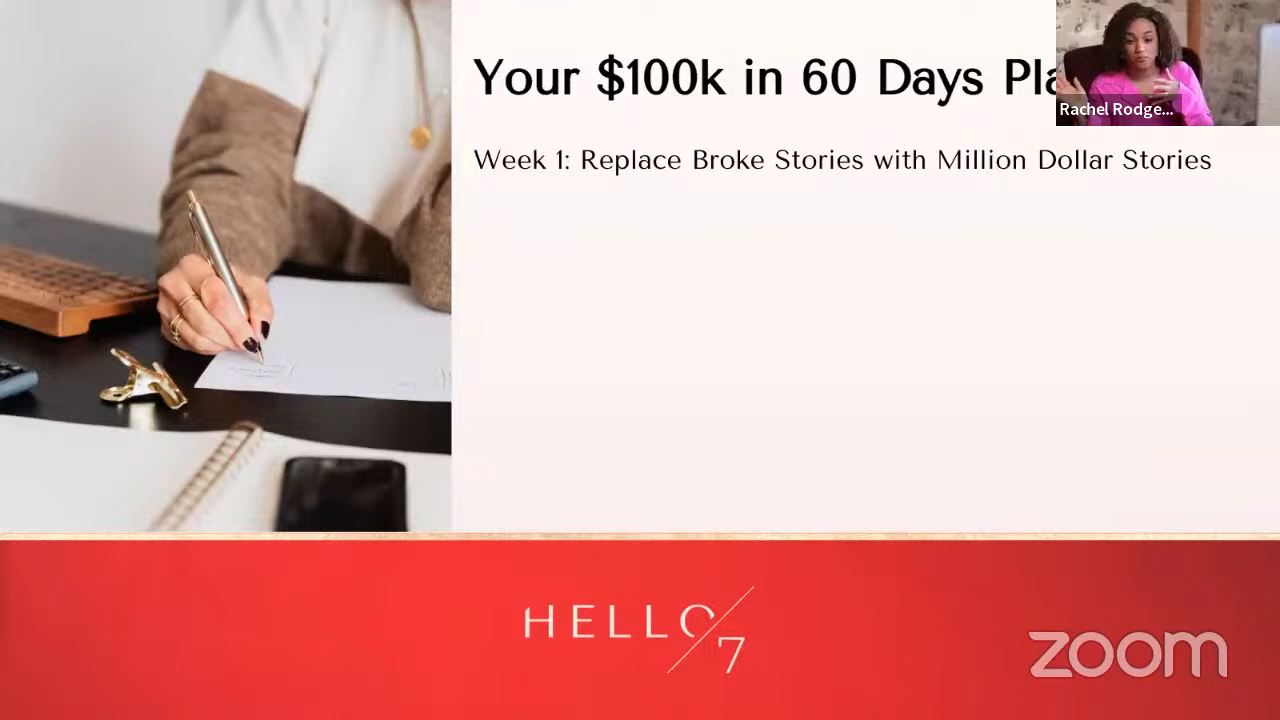 Your $100k in 60 Days Pla
Rachel Rodge...
Week 1: Replace Broke Stories with Million Dollar Stories
HELLO
7
zoom